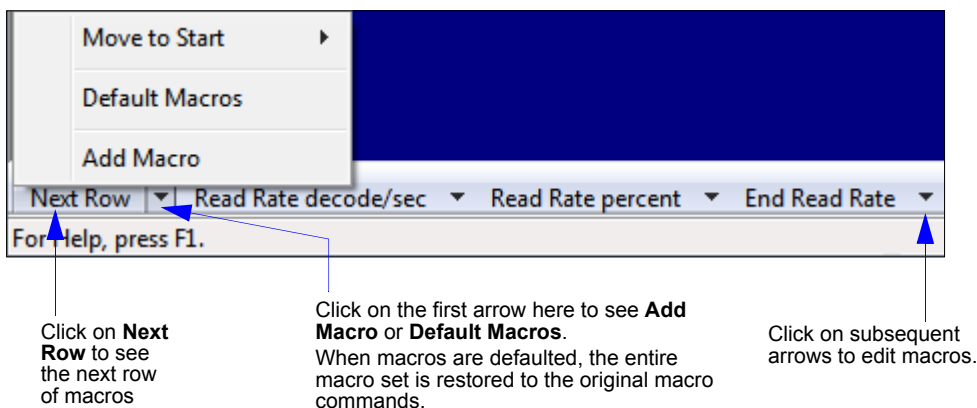 Move to Start
Default Macros
Add Macro
Next Row Read Rate decode/sec Read Rate percent End Read Rate
For Help, press F1.
Click on Next
Row to see
the next row
of macros
Click on the first arrow here to see Add
Macro or Default Macros.
When macros are defaulted, the entire
macro set is restored to the original macro
commands.
Click on subsequent
arrows to edit macros.